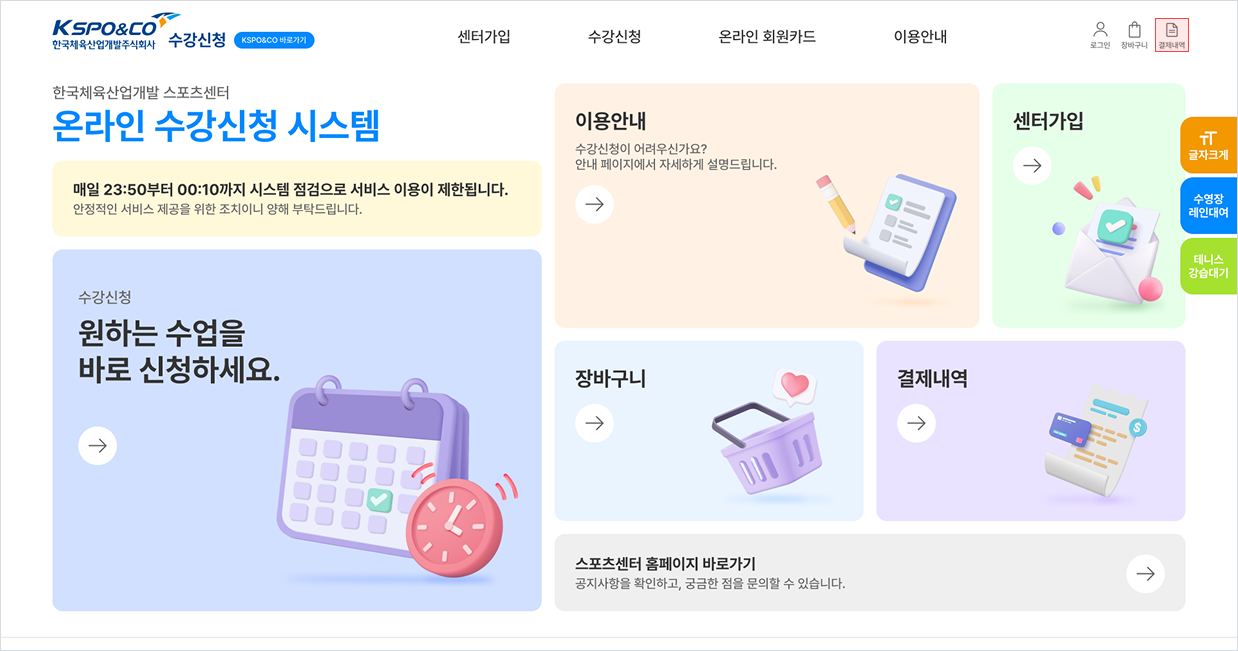 KSPO&CO
한국체육산업개발주식회사
수강신청
KSPO&CO 바로가기
센터가입
수강신청
온라인 회원카드
이용안내
로그인
장바구니
결제내역
한국체육산업개발 스포츠센터
온라인 수강신청 시스템
매일 23:50부터 00:10까지 시스템 점검으로 서비스 이용이 제한됩니다.
안정적인 서비스 제공을 위한 조치이니 양해 부탁드립니다.
수강신청
원하는 수업을
바로 신청하세요.
이용안내
수강신청이 어려우신가요?
안내 페이지에서 자세하게 설명드립니다.
센터가입
TT
글자크게
수영장
레인대여
테니스
강습대기
장바구니
결제내역
$
스포츠센터 홈페이지 바로가기
공지사항을 확인하고, 궁금한 점을 문의할 수 있습니다.